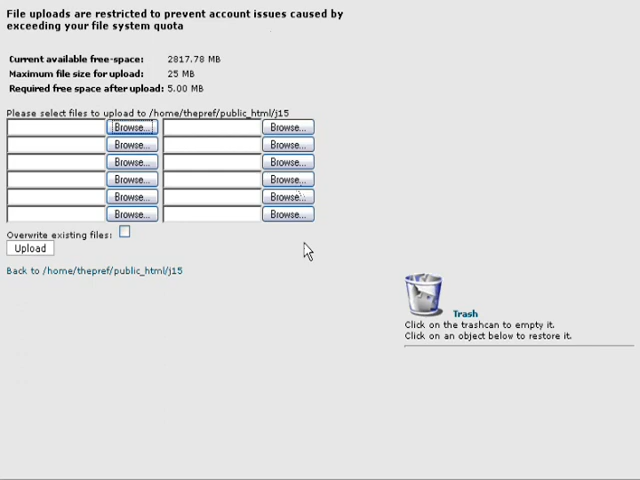 File uploads are restricted to prevent account issues caused by
exceeding your file system quota
Current available free-space: 2817.78 MB
Maximum file size for upload: 25 MB
Required free space after upload: 5.00 MB
Please select files to upload to /home/thepref/public_html/j15
Browse... Browse...
Browse... Browse...
Browse... Browse...
Browse... Browse...
Browse... Browse...
Browse... Browse...
Overwrite existing files:
Upload
Back to /home/thepref/public_html/j15
Trash
Click on the trashcan to empty it.
Click on an object below to restore it.